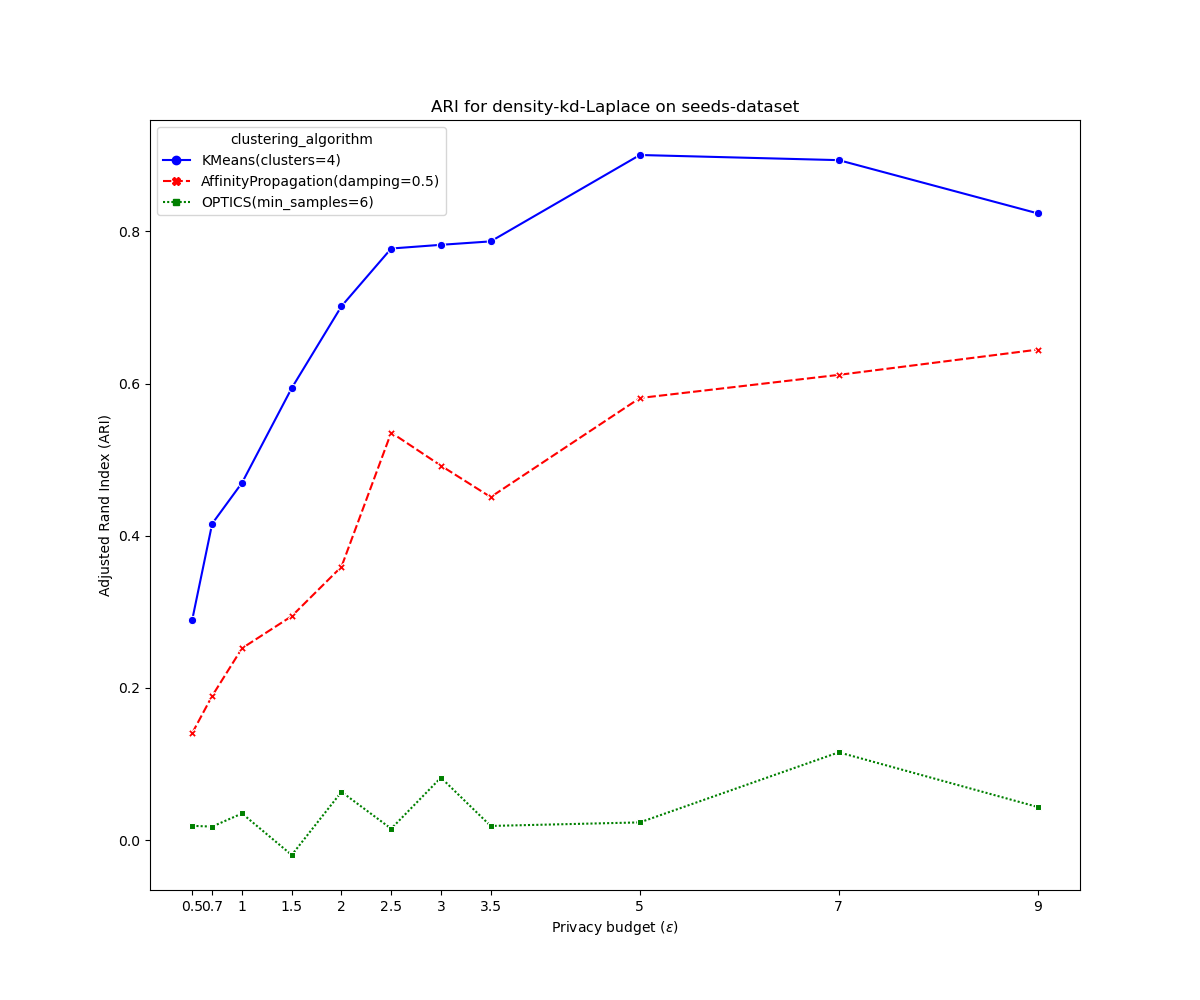 ARI for density-kd-Laplace on seeds-dataset
clustering_algorithm
KMeans(clusters=4)
AffinityPropagation(damping=0.5)
OPTICS(min_samples=6)
Adjusted Rand Index (ARI)
0.8
0.6
0.4
0.2
0.0
0.5 0.7 1 1.5 2 2.5 3 3.5 5 7 9
Privacy budget (ε)